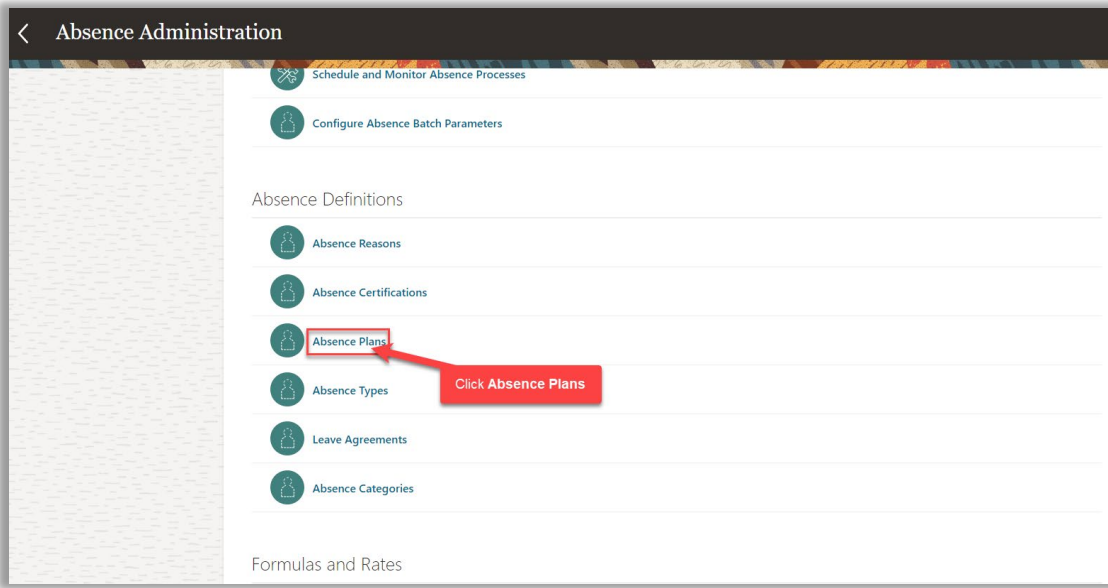 Absence Administration
Schedule and Monitor Absence Processes
Configure Absence Batch Parameters
Absence Definitions
Absence Reasons
Absence Certifications
Absence Plans
Click Absence Plans
Absence Types
Leave Agreements
Absence Categories
Formulas and Rates